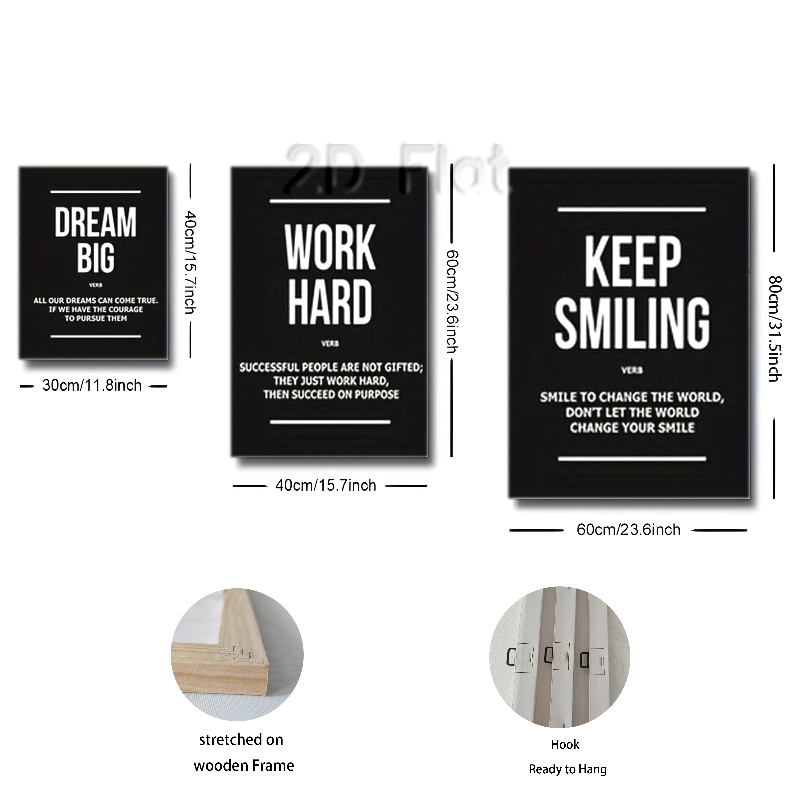 2D Flat
DREAM
BIG
VERB
ALL OUR DREAMS CAN COME TRUE.
IF WE HAVE THE COURAGE
TO PURSUE THEM
40cm/15.7inch
30cm/11.8inch
WORK
HARD
VERB
SUCCESSFUL PEOPLE ARE NOT GIFTED;
THEY JUST WORK HARD,
THEN SUCCEED ON PURPOSE
60cm/23.6inch
40cm/15.7inch
KEEP
SMILING
VERB
SMILE TO CHANGE THE WORLD,
DON'T LET THE WORLD
CHANGE YOUR SMILE
80cm/31.5inch
60cm/23.6inch
stretched on
wooden Frame
Hook
Ready to Hang